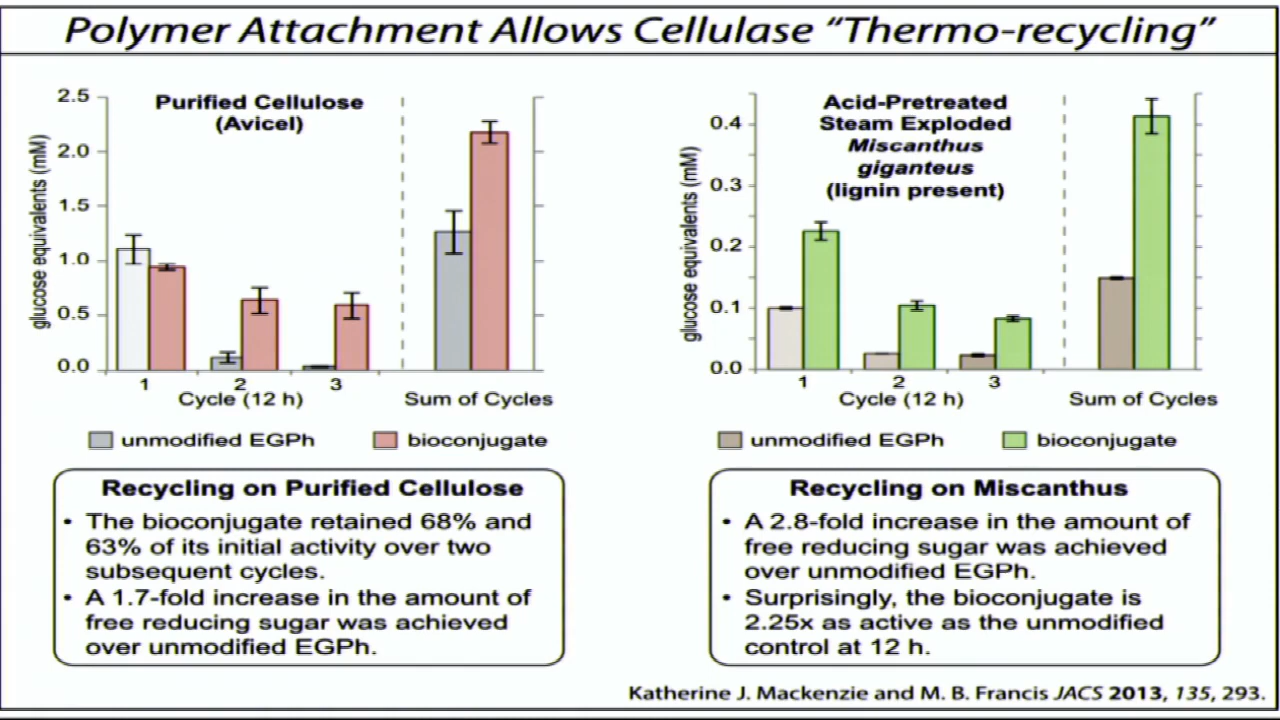 Polymer Attachment Allows Cellulase “Thermo-recycling”
Purified Cellulose
(Avicel)
glucose equivalents (mM)
2.5
2.0
1.5
1.0
0.5
0.0
1
2
3
Cycle (12 h)
Sum of Cycles
unmodified EGPh
bioconjugate
Acid-Pretreated
Steam Exploded
Miscanthus
giganteus
(lignin present)
glucose equivalents (mM)
0.4
0.3
0.2
0.1
0.0
1
2
3
Cycle (12 h)
Sum of Cycles
unmodified EGPh
bioconjugate
Recycling on Purified Cellulose
• The bioconjugate retained 68% and
63% of its initial activity over two
subsequent cycles.
• A 1.7-fold increase in the amount of
free reducing sugar was achieved
over unmodified EGPh.
Recycling on Miscanthus
• A 2.8-fold increase in the amount of
free reducing sugar was achieved
over unmodified EGPh.
• Surprisingly, the bioconjugate is
2.25x as active as the unmodified
control at 12 h.
Katherine J. Mackenzie and M. B. Francis JACS 2013, 135, 293.